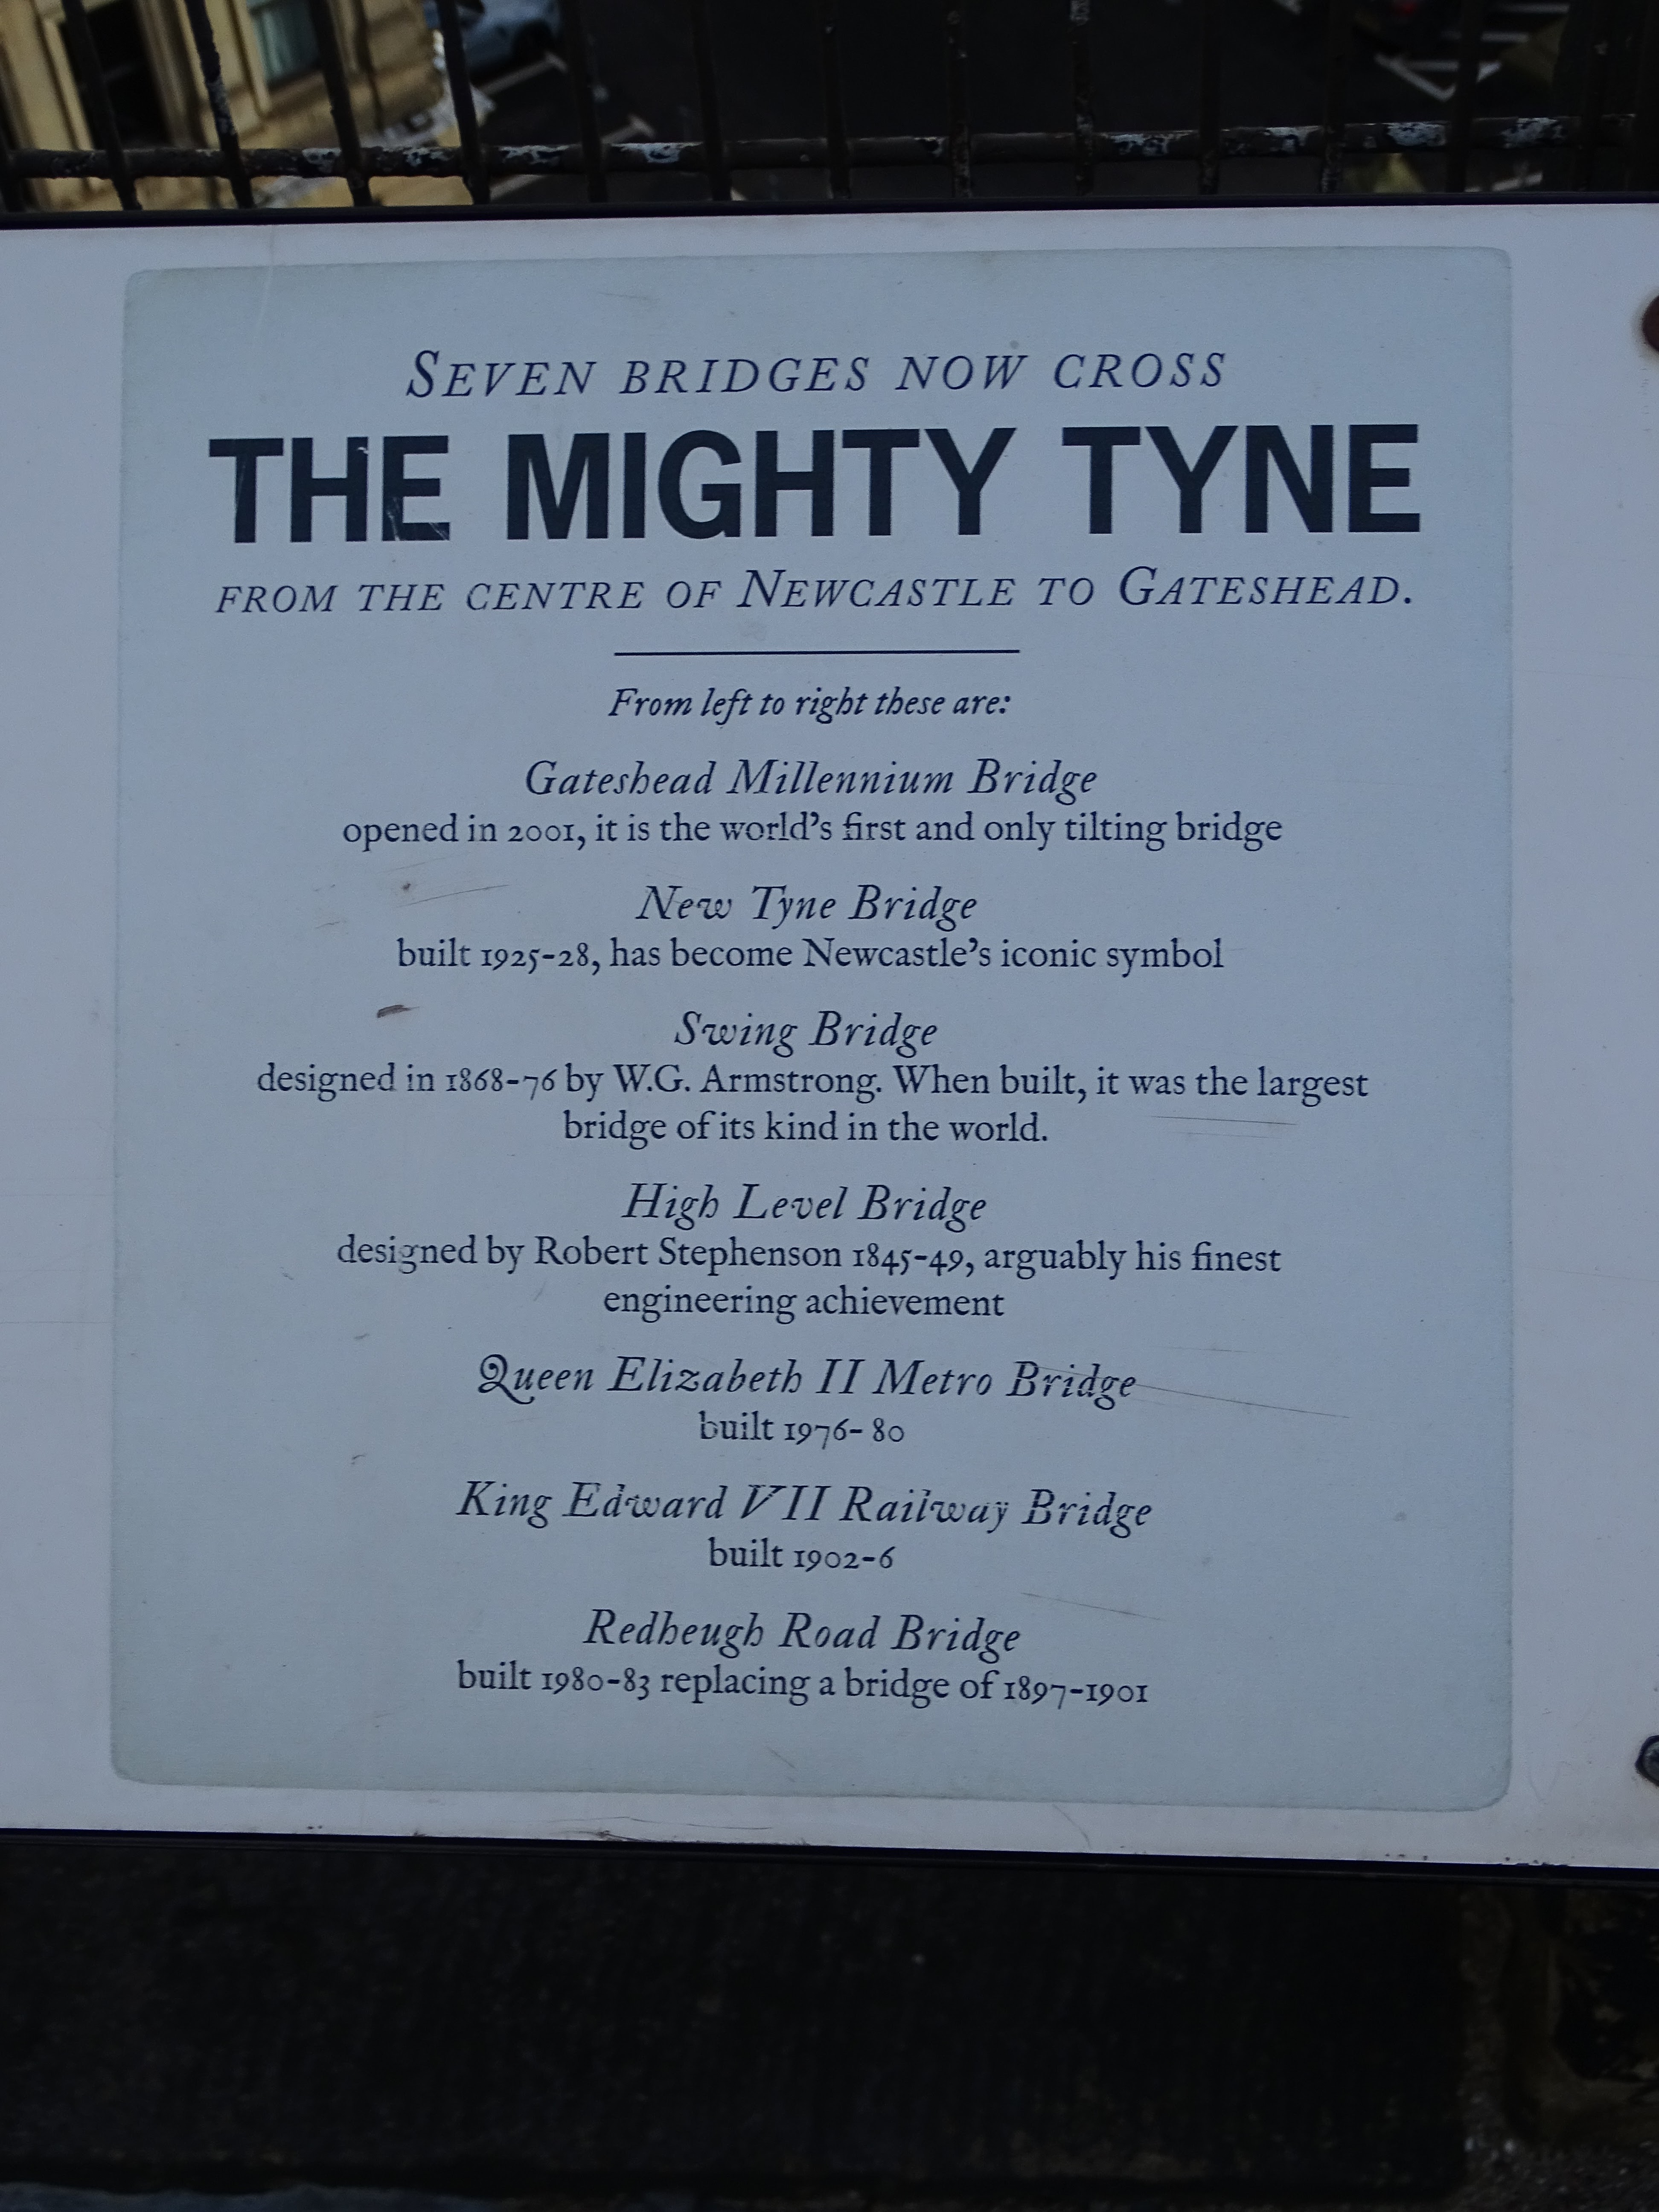 SEVEN BRIDGES NOW CROSS
THE MIGHTY TYNE
FROM THE CENTRE OF NEWCASTLE TO GATESHEAD.
From left to right these are:
Gateshead Millennium Bridge
opened in 2001, it is the world's first and only tilting bridge
New Tyne Bridge
built 1925-28, has become Newcastle's iconic symbol
Swing Bridge
designed in 1868-76 by W.G. Armstrong. When built, it was the largest
bridge of its kind in the world.
High Level Bridge
designed by Robert Stephenson 1845-49, arguably his finest
engineering achievement
Queen Elizabeth II Metro Bridge
built 1976- 80
King Edward VII Railway Bridge
built 1902-6
Redheugh Road Bridge
built 1980-83 replacing a bridge of 1897-1901